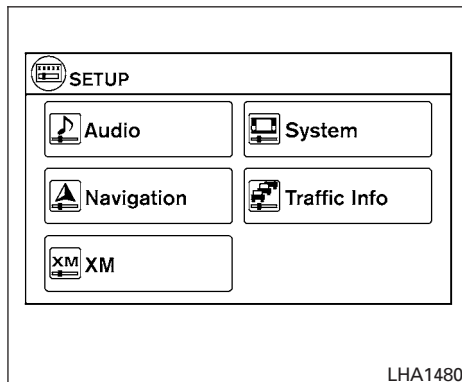 SETUP
Audio
System
Navigation
Traffic Info
XM XM
LHA1480